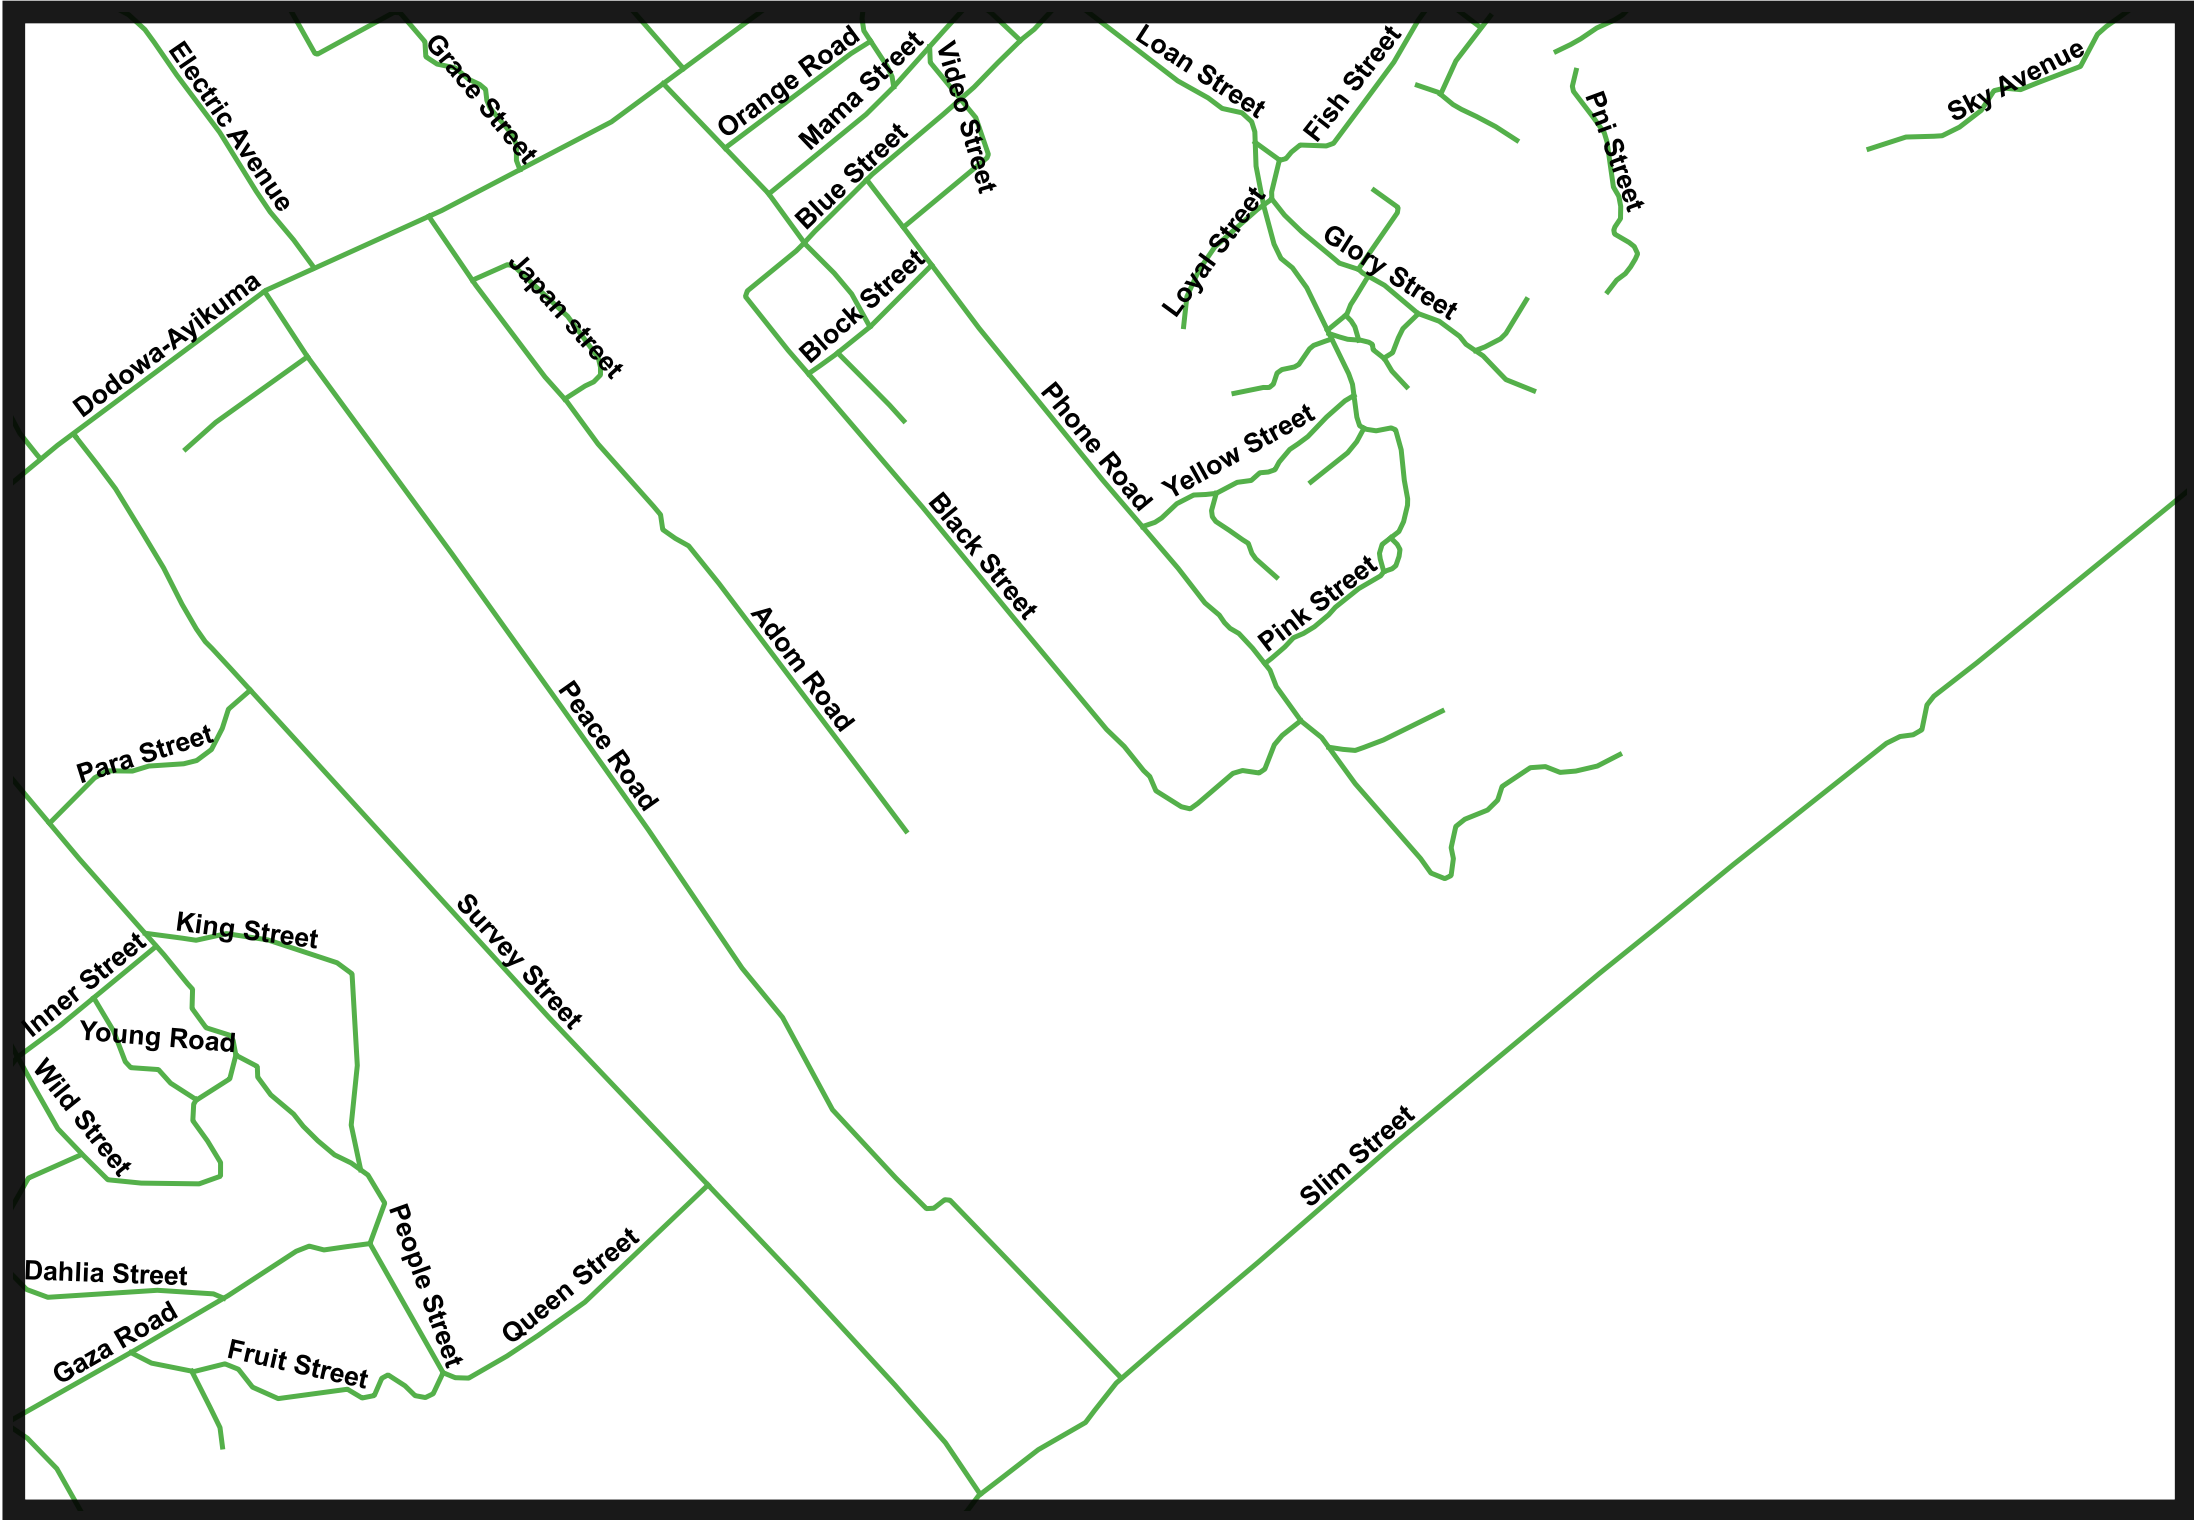 Electric Avenue
Grace Street
Orange Road
Mama Street
Video Street
Blue Street
Loan Street
Fish Street
Pni Street
Sky Avenue
Dodowa-Ayikuma
Japan street
Block Street
Loyal Street
Glory Street
Phone Road
Yellow Street
Black Street
Pink Street
Adom Road
Peace Road
Para Street
King Street
Inner Street
Survey Street
Young Road
Wild Street
Slim Street
People Street
Dahlia Street
Queen Street
Gaza Road
Fruit Street